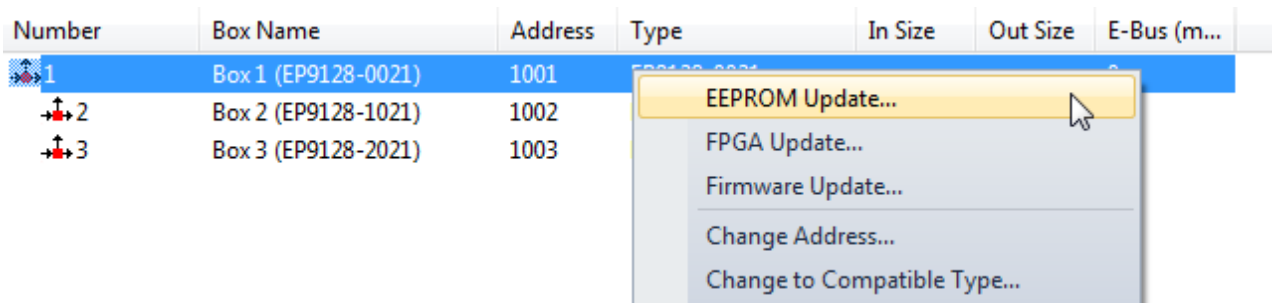 Number Box Name Address Type In Size Out Size E-Bus (m...
1 Box 1 (EP9128-0021) 1001
EEPROM Update...
2 Box 2 (EP9128-1021) 1002
FPGA Update...
3 Box 3 (EP9128-2021) 1003
Firmware Update...
Change Address...
Change to Compatible Type...